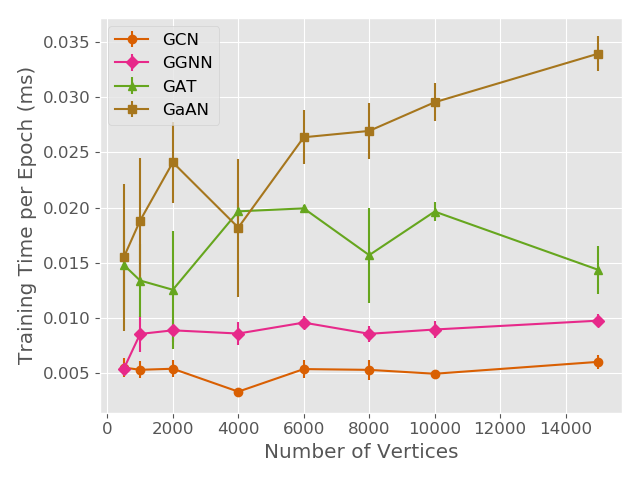 GCN
GGNN
GAT
GaAN
0.035
0.030
0.025
0.020
0.015
0.010
0.005
Training Time per Epoch (ms)
0 2000 4000 6000 8000 10000 12000 14000
Number of Vertices